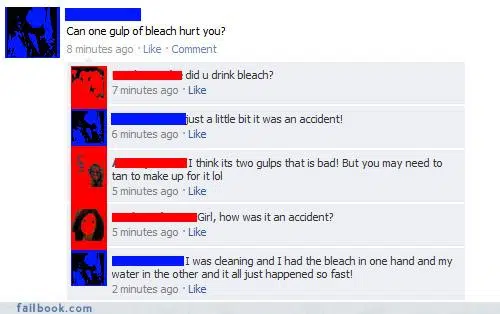 Can one gulp of bleach hurt you?
8 minutes ago · Like · Comment
did u drink bleach?
7 minutes ago · Like
just a little bit it was an accident!
6 minutes ago · Like
I think its two gulps that is bad! But you may need to
tan to make up for it lol
5 minutes ago · Like
Girl, how was it an accident?
5 minutes ago · Like
I was cleaning and I had the bleach in one hand and my
water in the other and it all just happened so fast!
2 minutes ago · Like
failbook.com